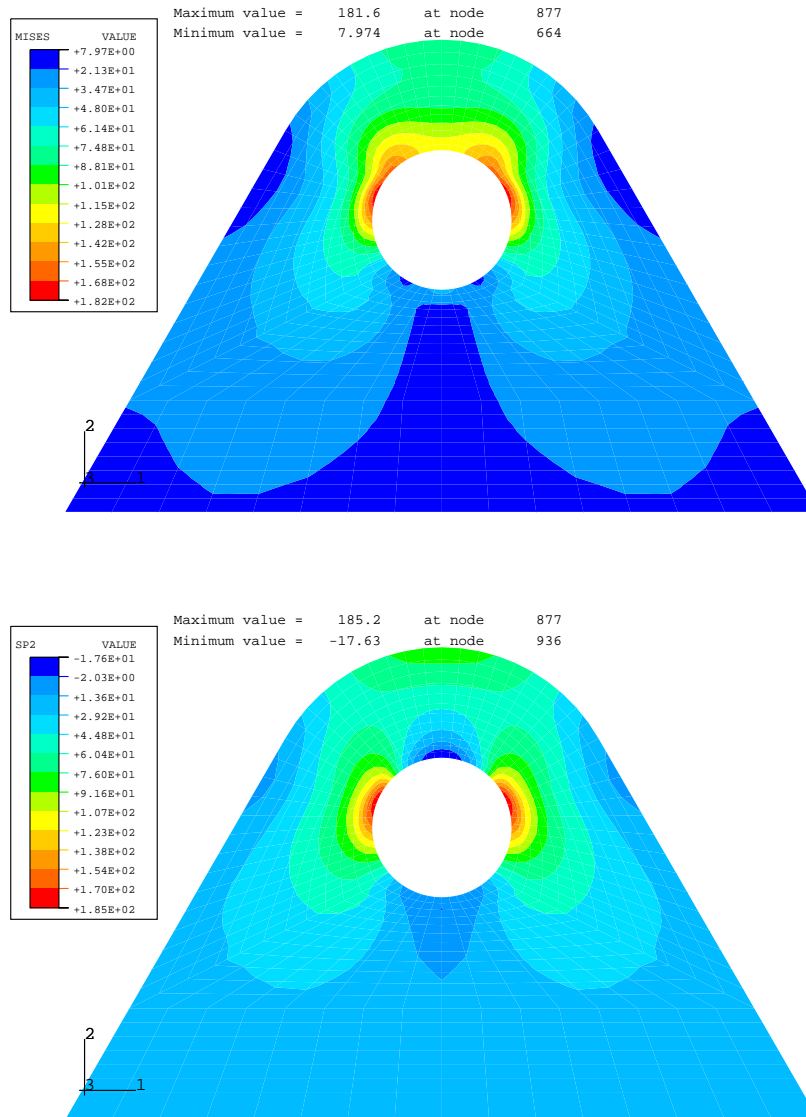 Maximum value = 181.6 at node 877
Minimum value = 7.974 at node 664
MISES VALUE
+7.97E+00
+2.13E+01
+3.47E+01
+4.80E+01
+6.14E+01
+7.48E+01
+8.81E+01
+1.01E+02
+1.15E+02
+1.28E+02
+1.42E+02
+1.55E+02
+1.68E+02
+1.82E+02
2
3 1
Maximum value = 185.2 at node 877
Minimum value = -17.63 at node 936
SP2 VALUE
-1.76E+01
-2.03E+00
+1.36E+01
+2.92E+01
+4.48E+01
+6.04E+01
+7.60E+01
+9.16E+01
+1.07E+02
+1.23E+02
+1.38E+02
+1.54E+02
+1.70E+02
+1.85E+02
2
3 1